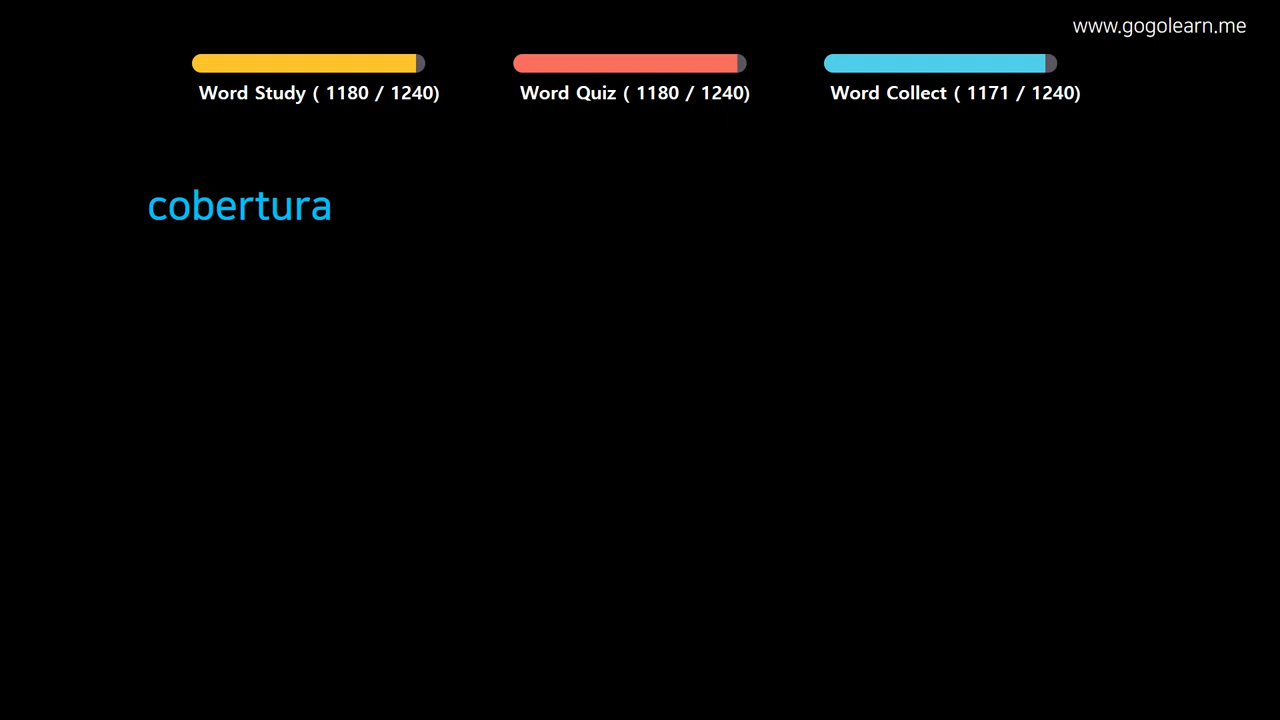 www.gogolearn.me
Word Study ( 1180 / 1240)
Word Quiz ( 1180 / 1240)
Word Collect ( 1171 / 1240)
cobertura